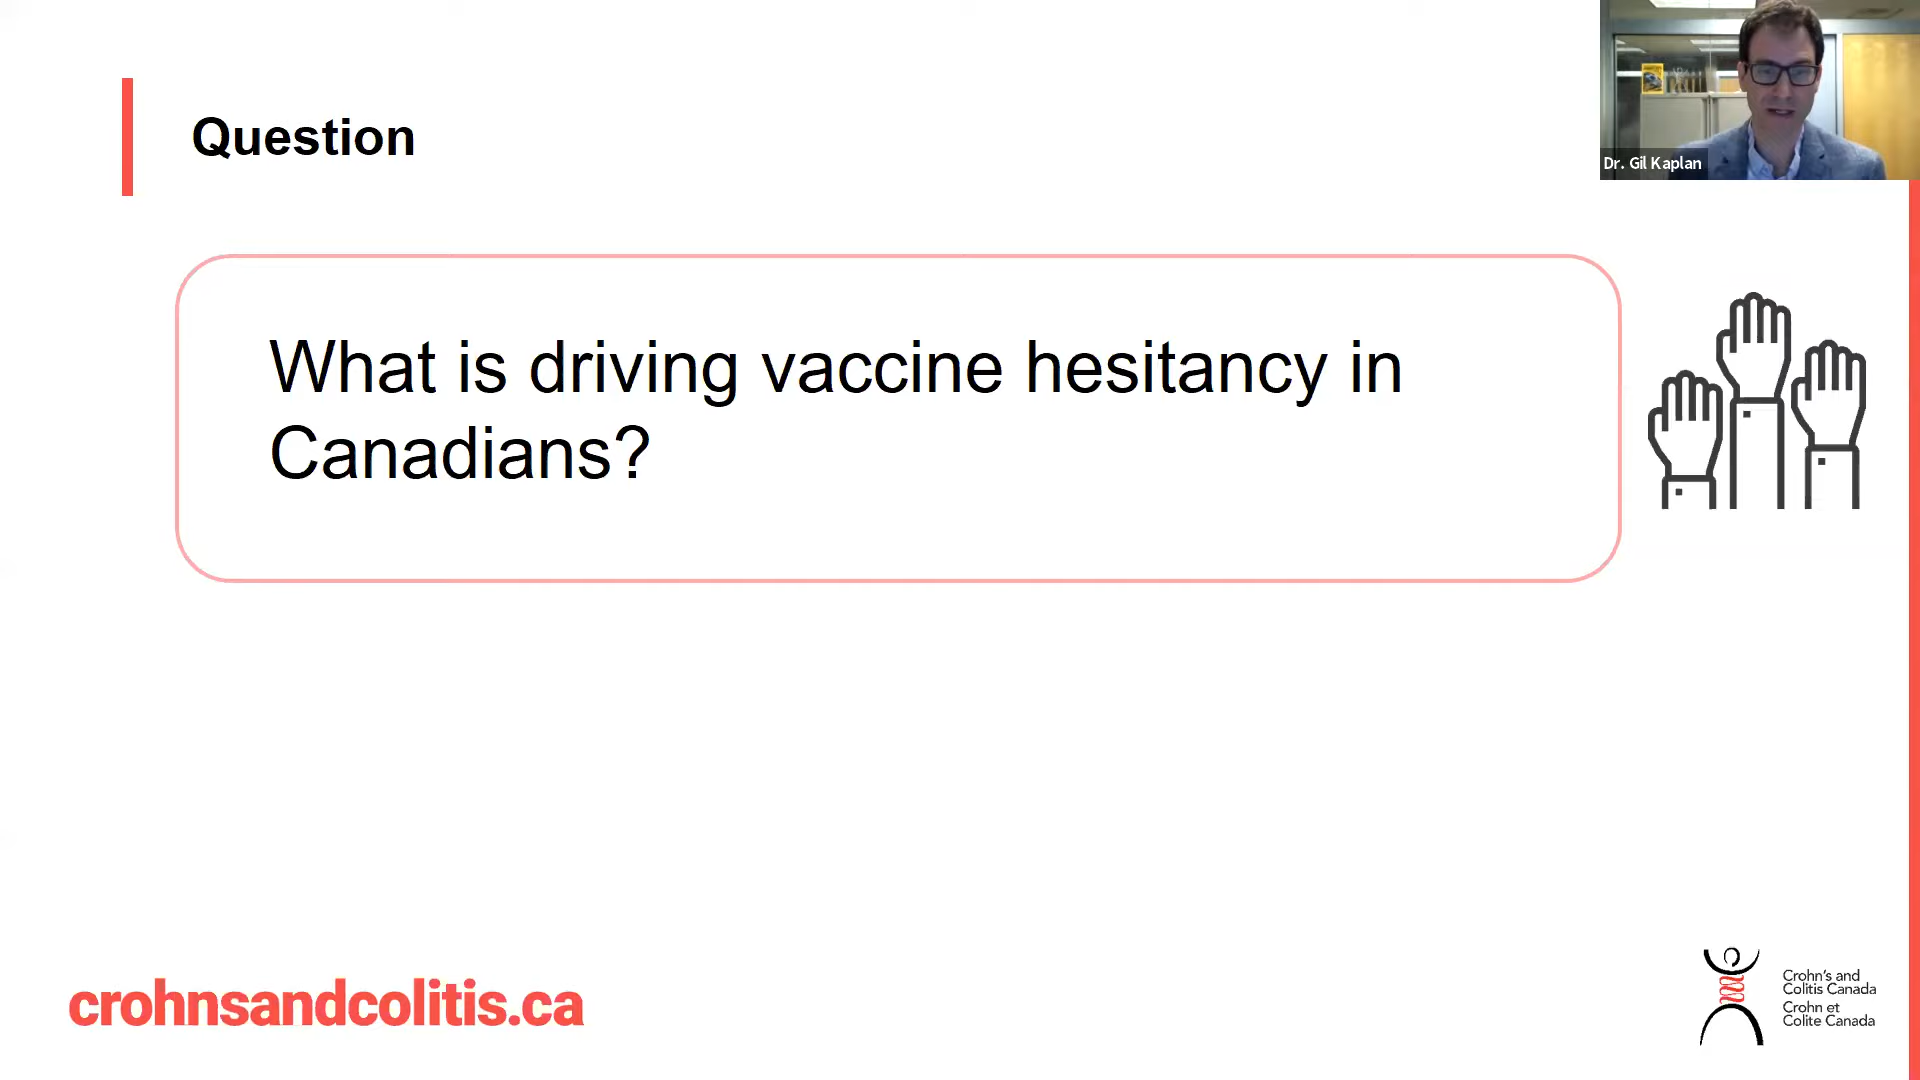 Question
Dr. Gil Kaplan
What is driving vaccine hesitancy in
Canadians?
crohnsandcolitis.ca
Crohn's and
Colitis Canada
Crohn et
Colite Canada